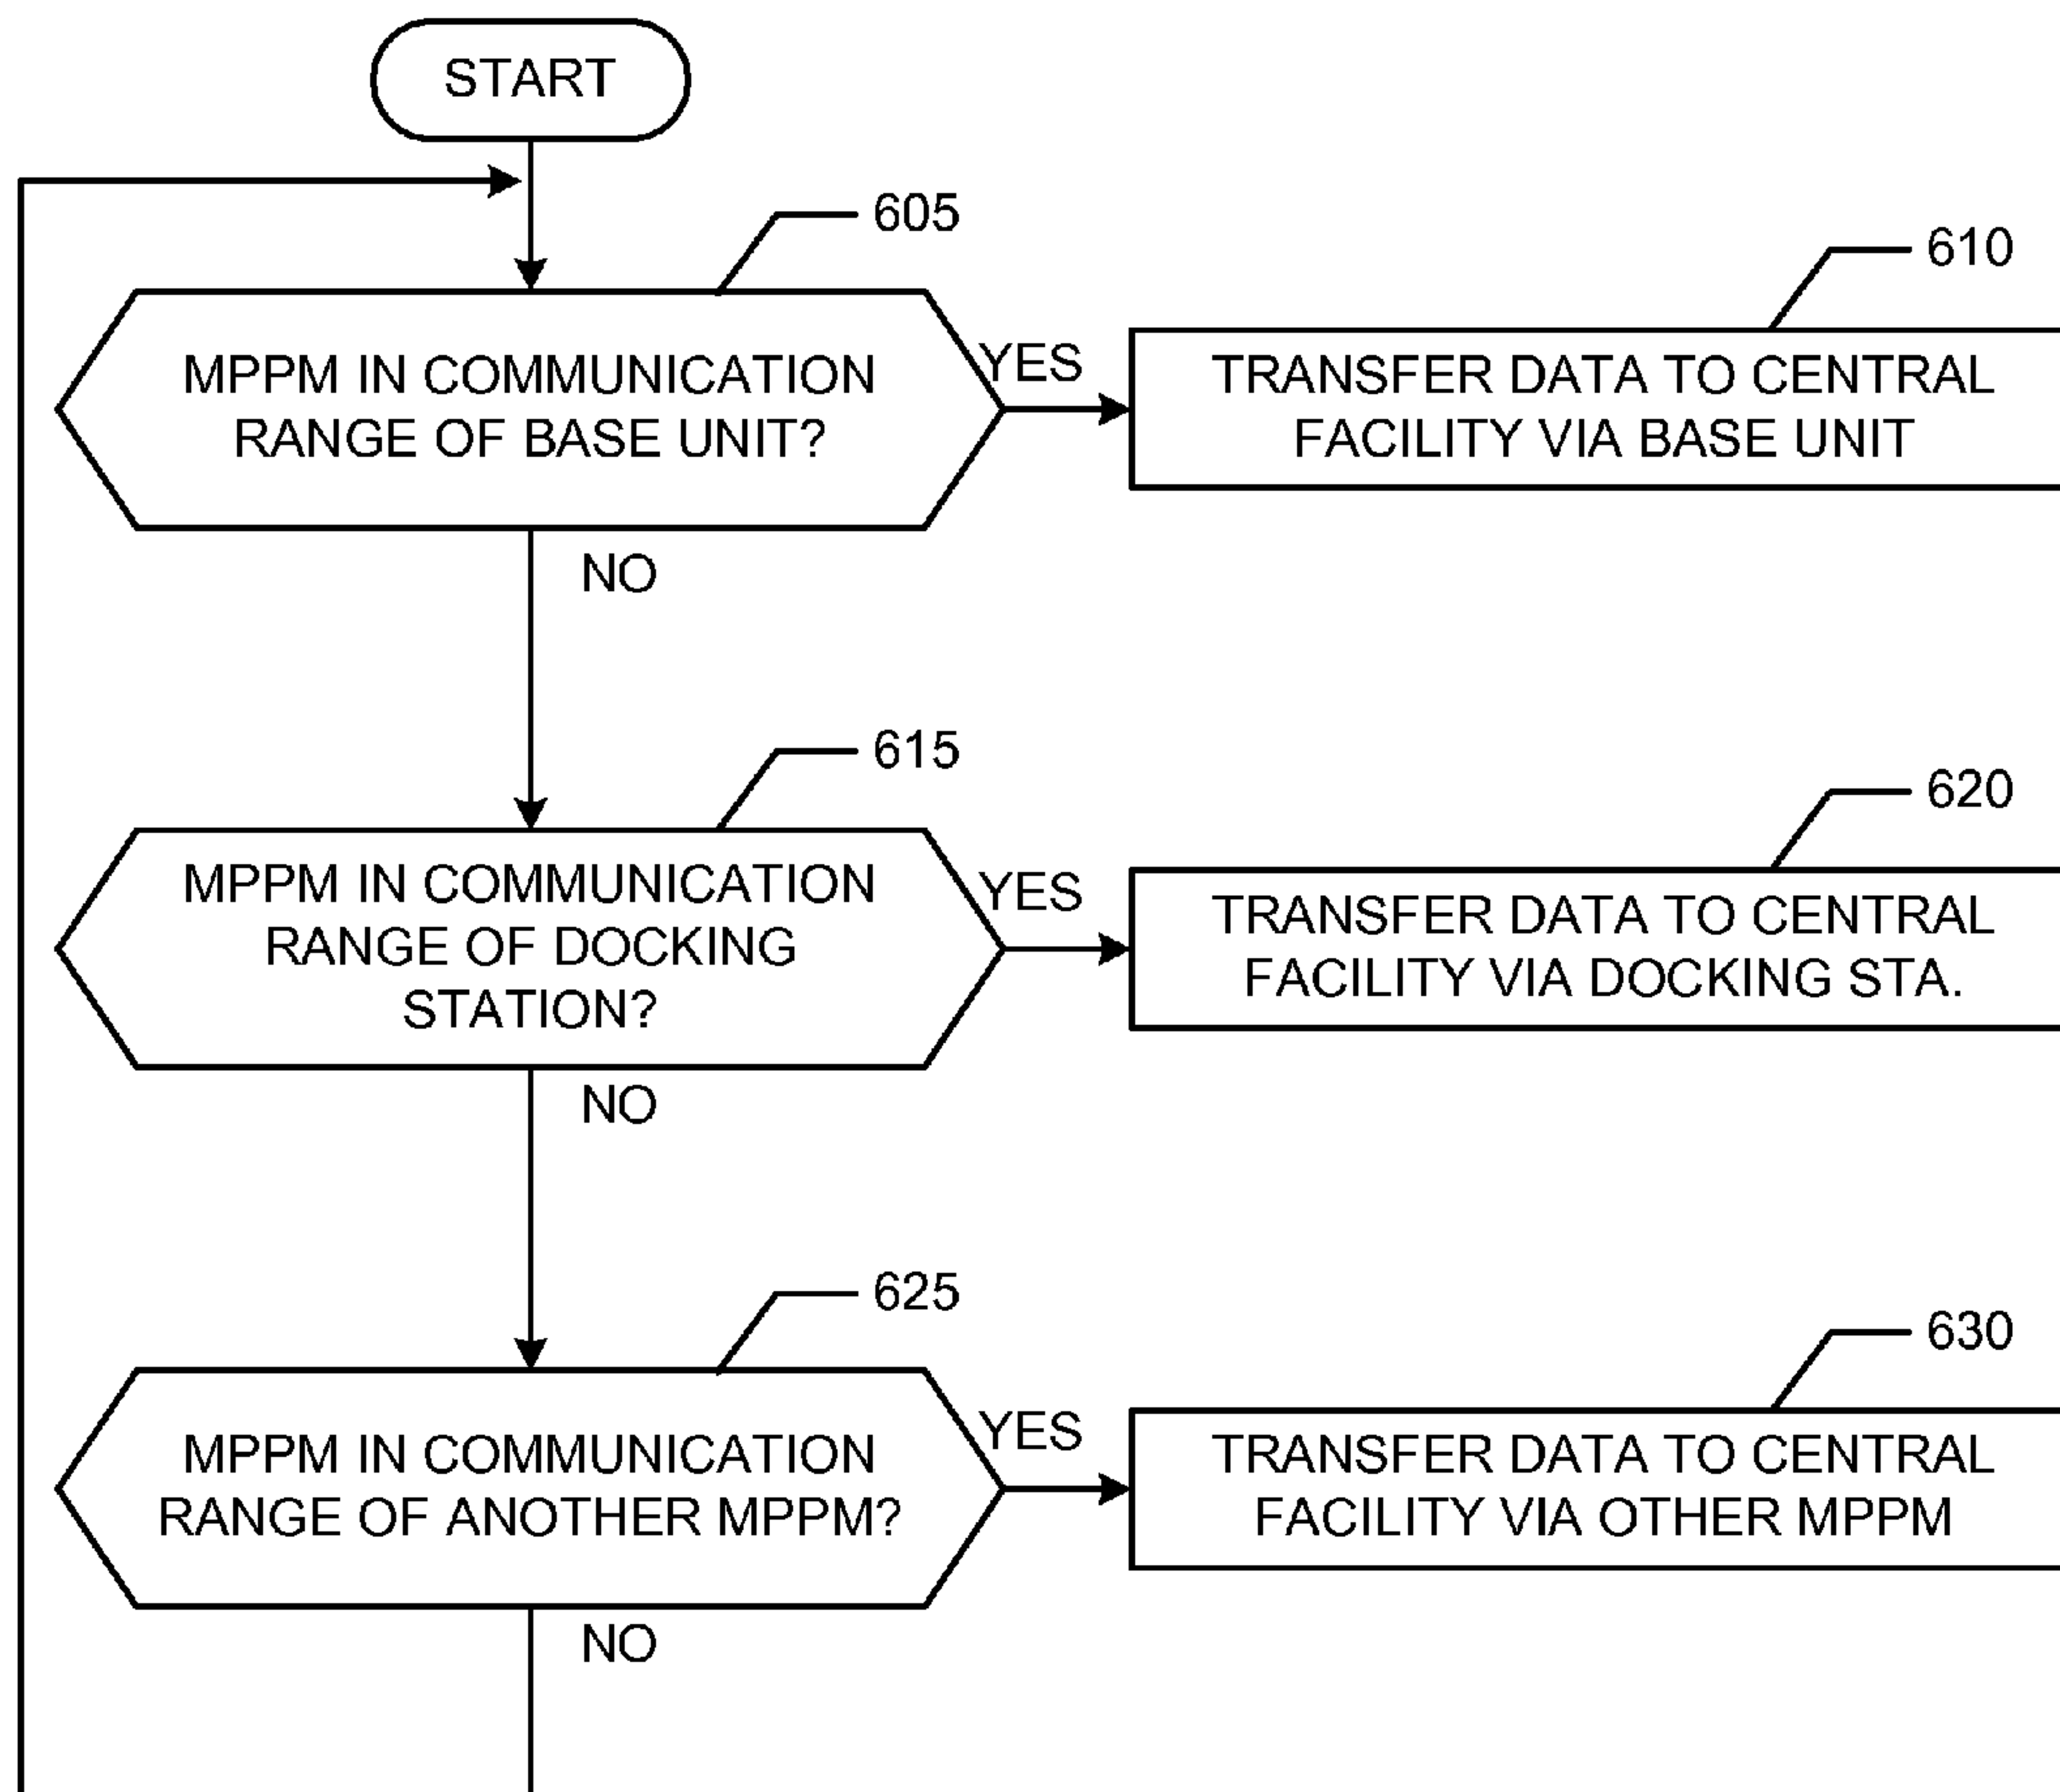 START
605
MPPM IN COMMUNICATION
RANGE OF BASE UNIT?
YES
610
TRANSFER DATA TO CENTRAL
FACILITY VIA BASE UNIT
NO
615
MPPM IN COMMUNICATION
RANGE OF DOCKING
STATION?
YES
620
TRANSFER DATA TO CENTRAL
FACILITY VIA DOCKING STA.
NO
625
MPPM IN COMMUNICATION
RANGE OF ANOTHER MPPM?
YES
630
TRANSFER DATA TO CENTRAL
FACILITY VIA OTHER MPPM
NO